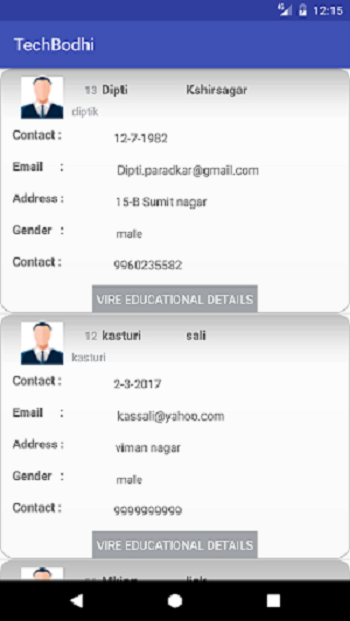 12:15
TechBodhi
13 Dipti Kshirsagar
diptik
Contact : 12-7-1982
Email : Dipti.paradkar@gmail.com
Address : 15-B Sumit nagar
Gender : male
Contact : 9960235582
VIRE EDUCATIONAL DETAILS
12 kasturi sali
kasturi
Contact : 2-3-2017
Email : kassali@yahoo.com
Address : viman nagar
Gender : male
Contact : 9999999999
VIRE EDUCATIONAL DETAILS